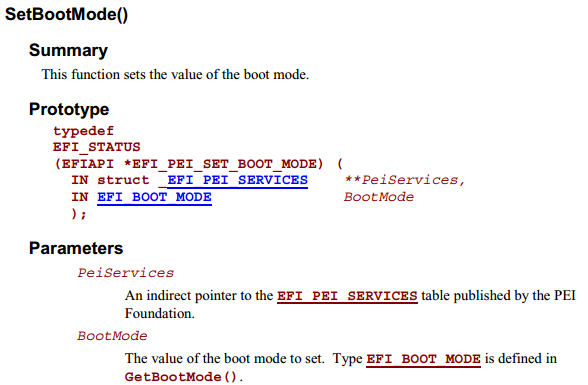 SetBootMode()
Summary
This function sets the value of the boot mode.
Prototype
typedef
EFI_STATUS
(EFIAPI *EFI_PEI_SET_BOOT_MODE) (
IN struct _EFI_PEI_SERVICES **PeiServices,
IN EFI_BOOT_MODE BootMode
);
Parameters
PeiServices
An indirect pointer to the EFI_PEI_SERVICES table published by the PEI
Foundation.
BootMode
The value of the boot mode to set. Type EFI_BOOT_MODE is defined in
GetBootMode().